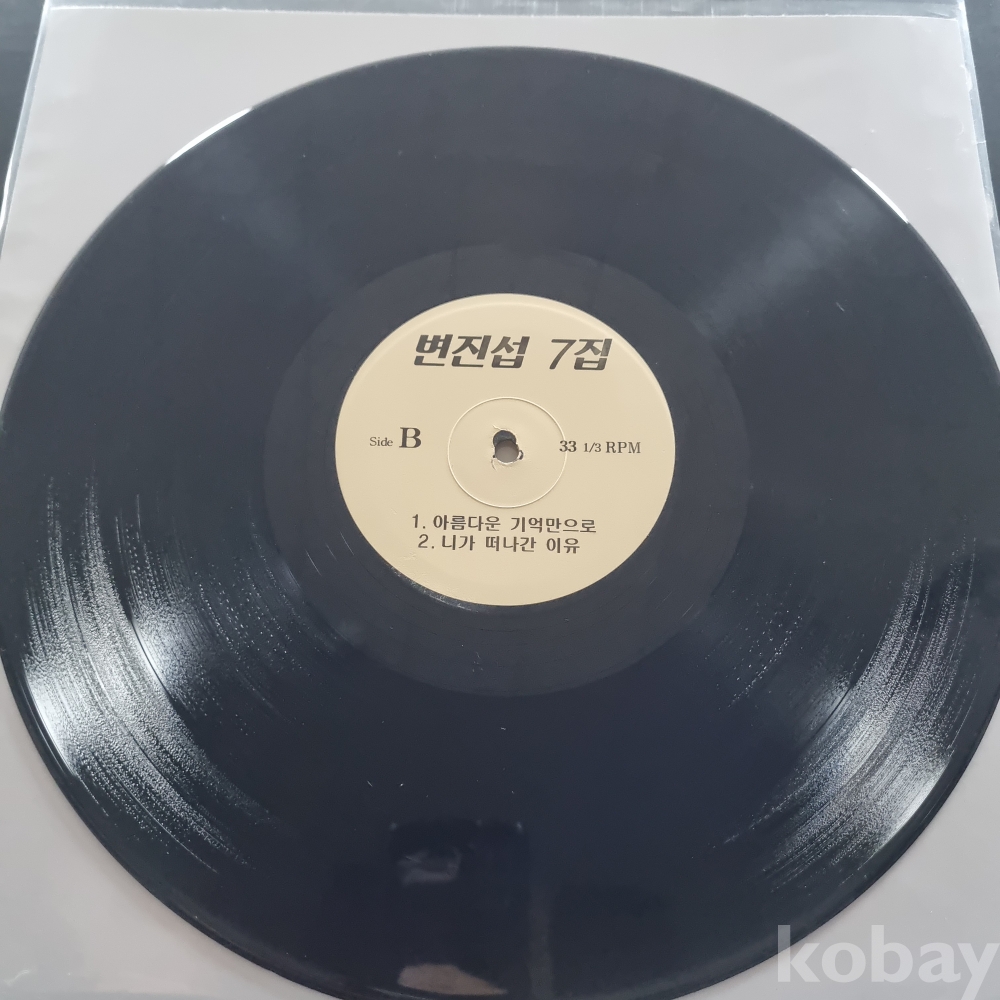 변진섭 7집
Side B
33 1/3 RPM
1. 아름다운 기억만으로
2. 니가 떠나간 이유
kobay